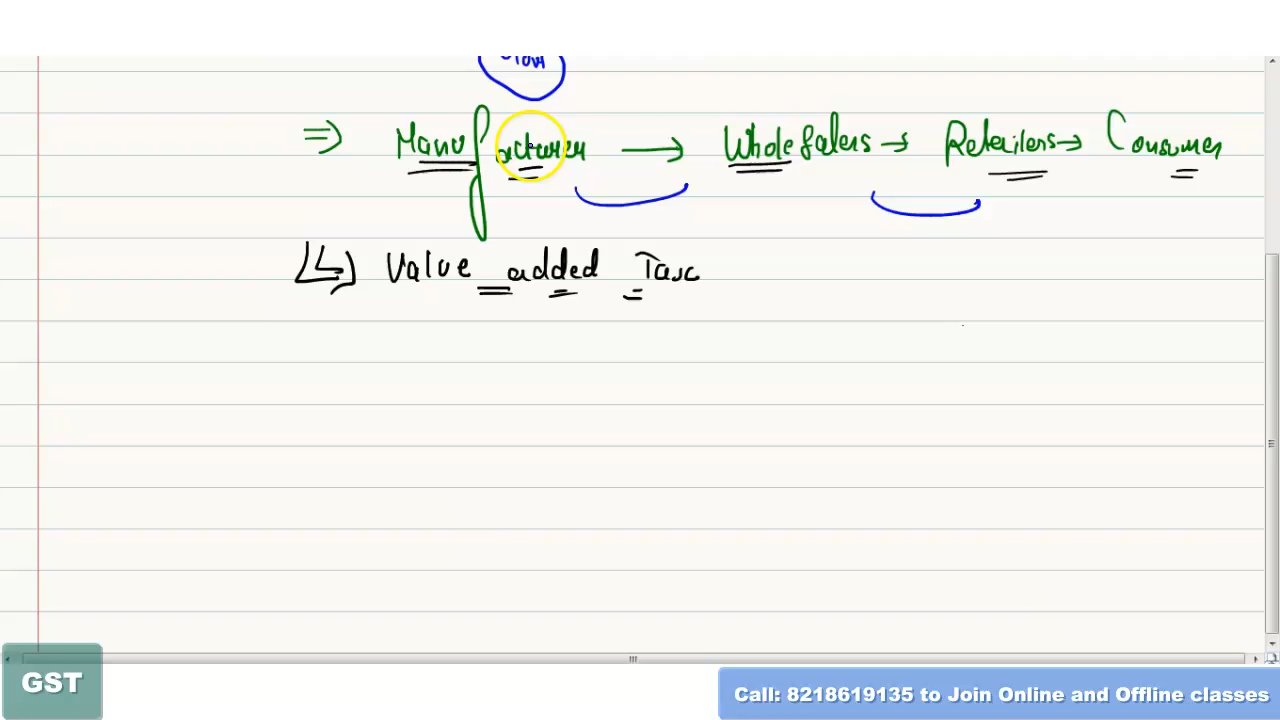 ⇒ Manufacturer → Wholesalers → Retailers → Consumer
↳ Value added Tax
GST
Call: 8218619135 to Join Online and Offline classes